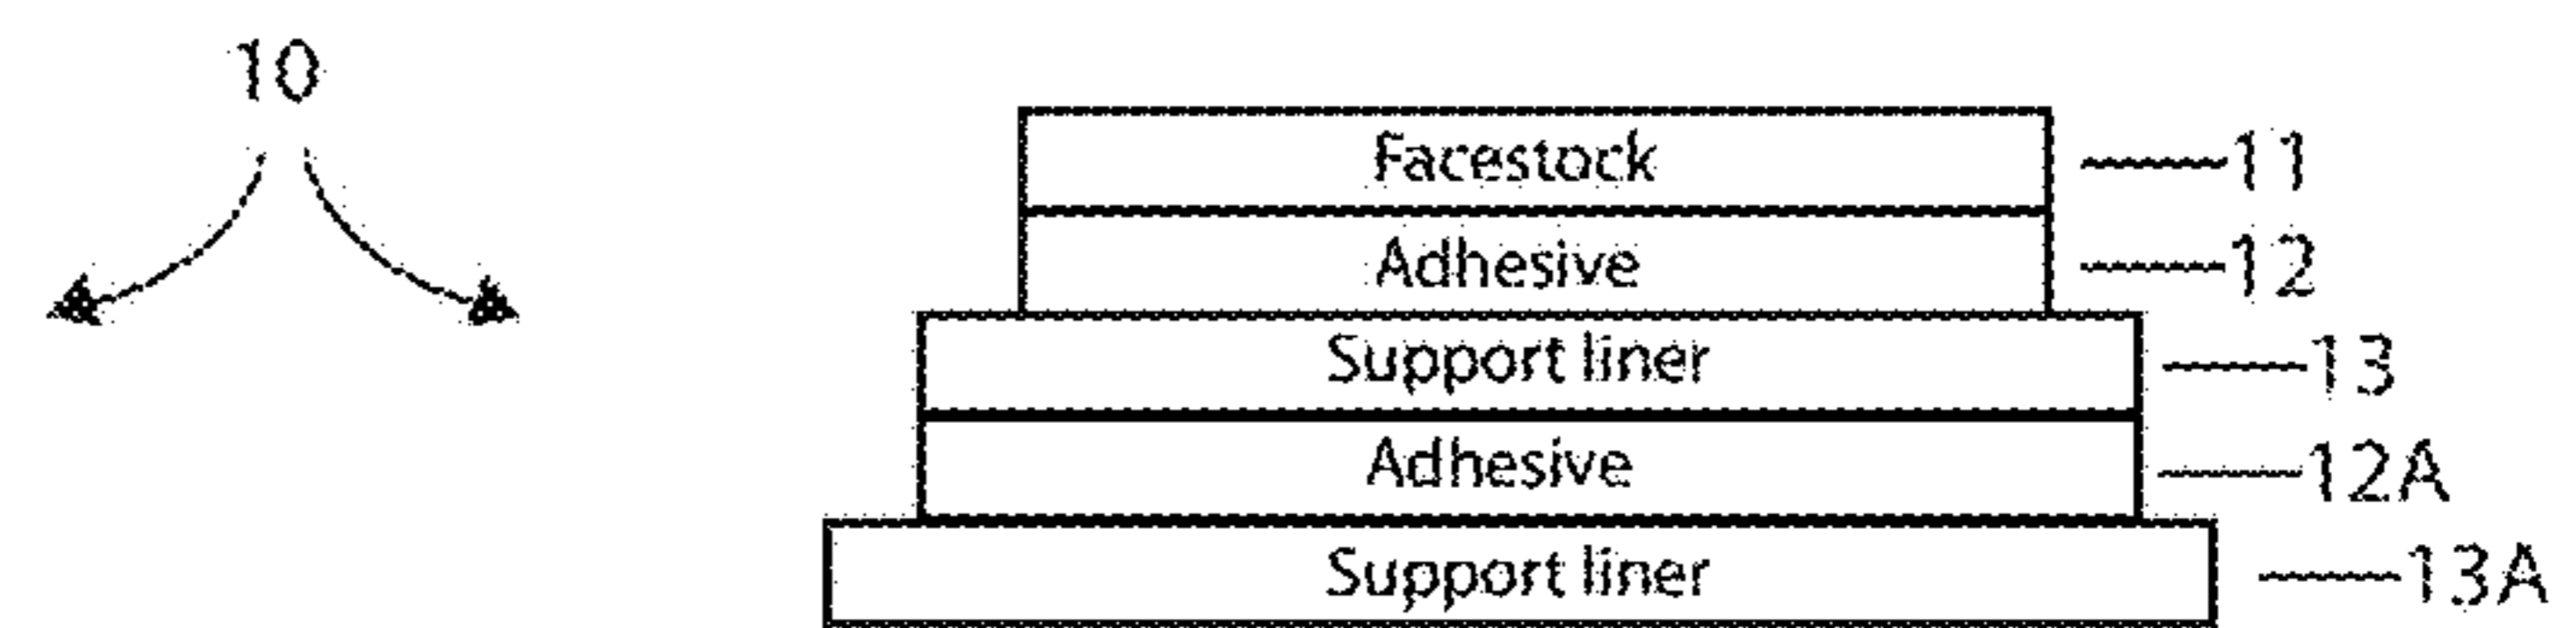 10
Facestock 11
Adhesive 12
Support liner 13
Adhesive 12A
Support liner 13A